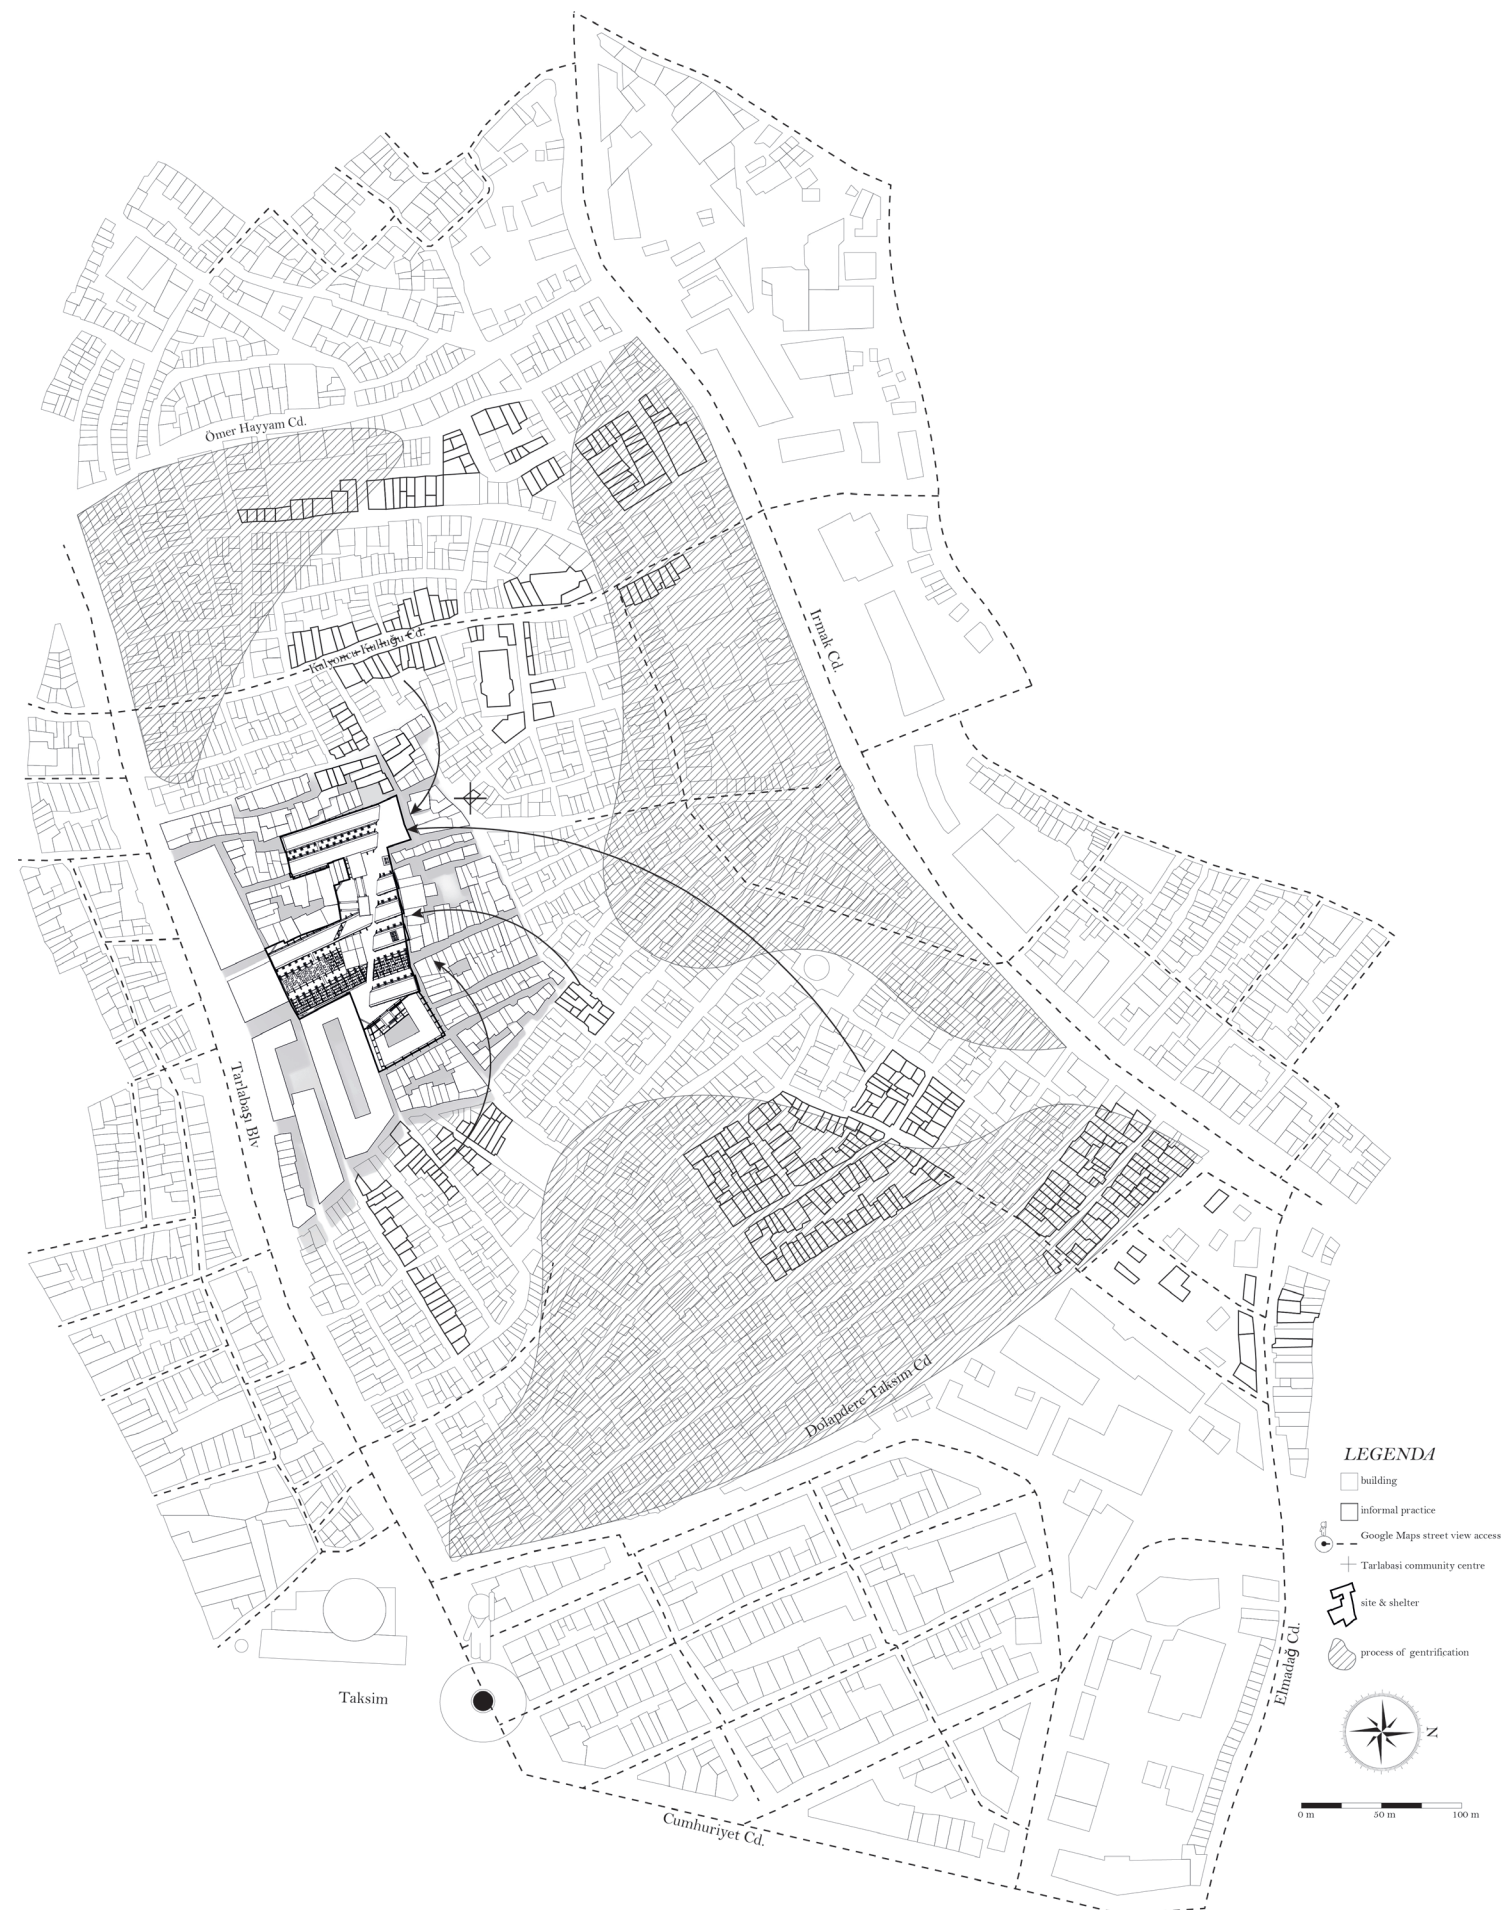 Ömer Hayyam Cd.
Irmak Cd.
Kalyoncu Kulluğu Cd.
Tarlabaşı Blv
Dolapdere Taksim Cd
LEGENDA
building
informal practice
Google Maps street view access
Tarlabasi community centre
site & shelter
process of gentrification
Elmadağ Cd.
Taksim
N
0 m 50 m 100 m
Cumhuriyet Cd.